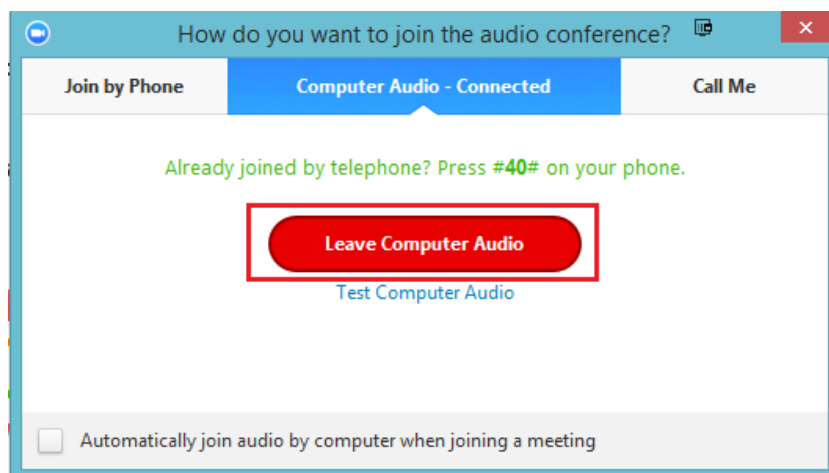 How do you want to join the audio conference?
Join by Phone
Computer Audio - Connected
Call Me
Already joined by telephone? Press #40# on your phone.
Leave Computer Audio
Test Computer Audio
Automatically join audio by computer when joining a meeting